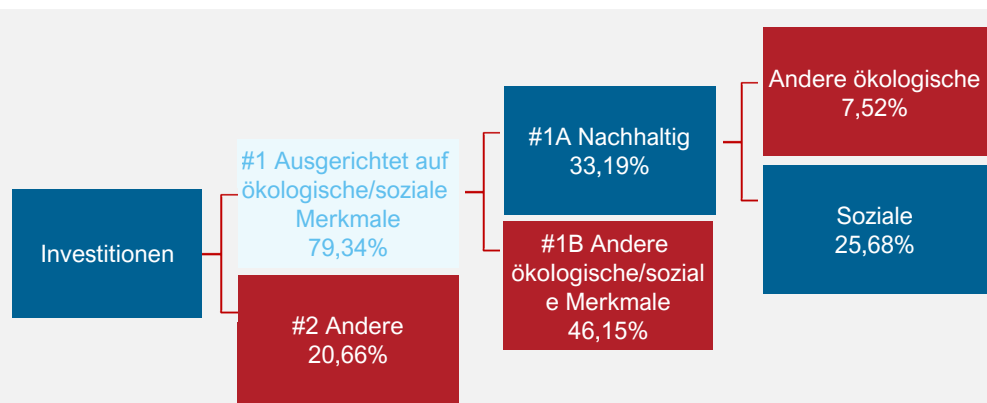 Investitionen
#1 Ausgerichtet auf
ökologische/soziale
Merkmale
79,34%
#2 Andere
20,66%
#1A Nachhaltig
33,19%
#1B Andere
ökologische/sozial
e Merkmale
46,15%
Andere ökologische
7,52%
Soziale
25,68%